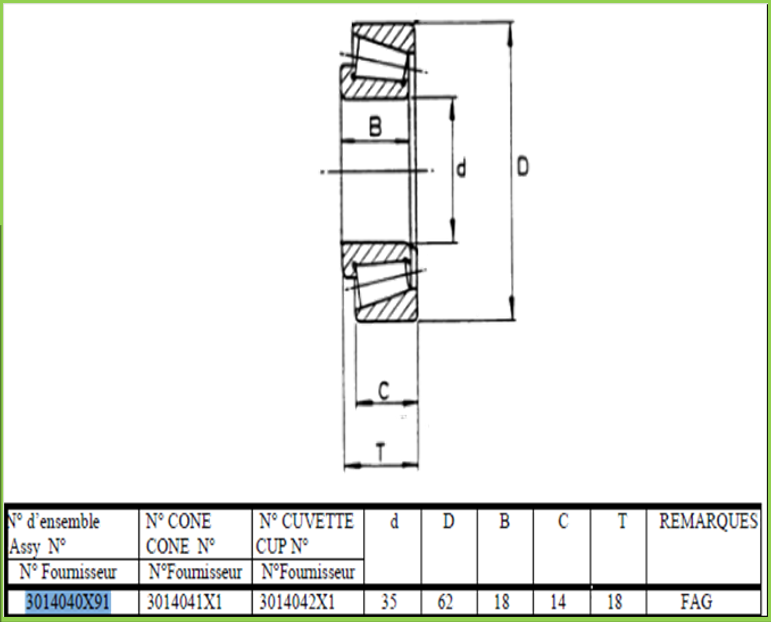 B
d
D
C
T
N° d'ensemble N° CONE N° CUVETTE d D B C T REMARQUES
Assy N° CONE N° CUP N°
N° Fournisseur N°Fournisseur N°Fournisseur
3014040X91 3014041X1 3014042X1 35 62 18 14 18 FAG